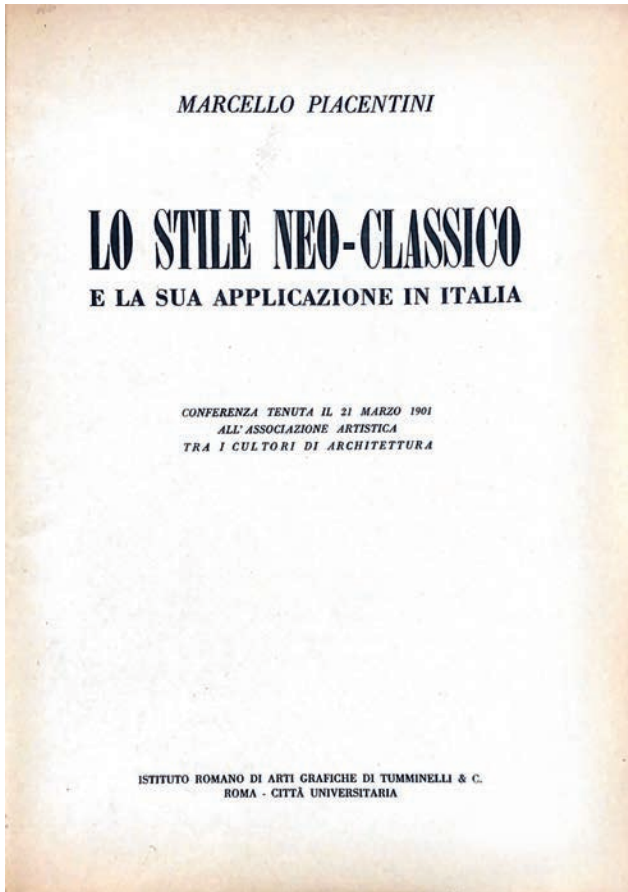 MARCELLO PIACENTINI
LO STILE NEO-CLASSICO
E LA SUA APPLICAZIONE IN ITALIA
CONFERENZA TENUTA IL 21 MARZO 1901
ALL'ASSOCIAZIONE ARTISTICA
TRA I CULTORI DI ARCHITETTURA
ISTITUTO ROMANO DI ARTI GRAFICHE DI TUMMINELLI & C.
ROMA - CITTÀ UNIVERSITARIA